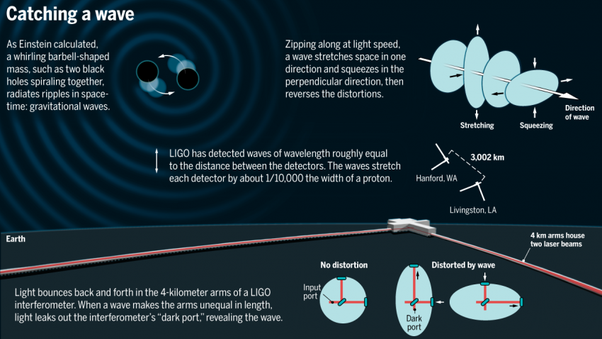 Catching a wave
As Einstein calculated,
a whirling barbell-shaped
mass, such as two black
holes spiraling together,
radiates ripples in space-
time: gravitational waves.
Zipping along at light speed,
a wave stretches space in one
direction and squeezes in the
perpendicular direction, then
reverses the distortions.
Direction
of wave
Stretching
Squeezing
LIGO has detected waves of wavelength roughly equal
to the distance between the detectors. The waves stretch
each detector by about 1/10,000 the width of a proton.
3,002 km
Hanford, WA
Livingston, LA
Earth
4 km arms house
two laser beams
No distortion
Distorted by wave
Input
port
Dark
port
Light bounces back and forth in the 4-kilometer arms of a LIGO
interferometer. When a wave makes the arms unequal in length,
light leaks out the interferometer's “dark port,” revealing the wave.